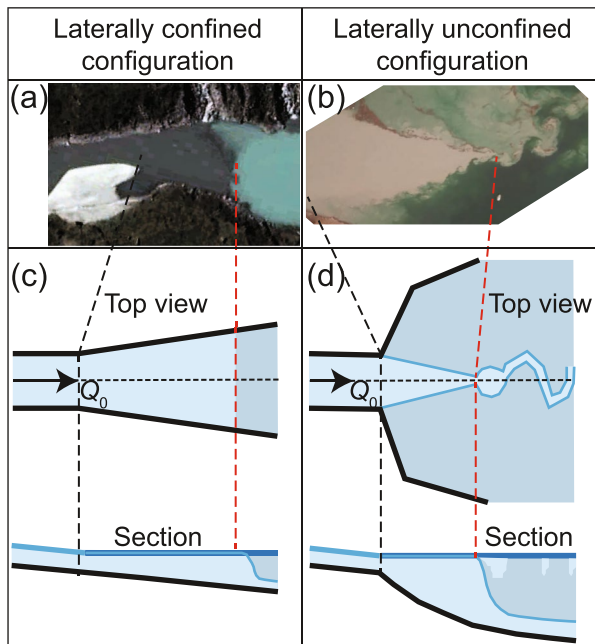 Laterally confined
configuration
Laterally unconfined
configuration
(a)
(b)
(c)
Top view
Q0
Section
(d)
Top view
Q0
Section